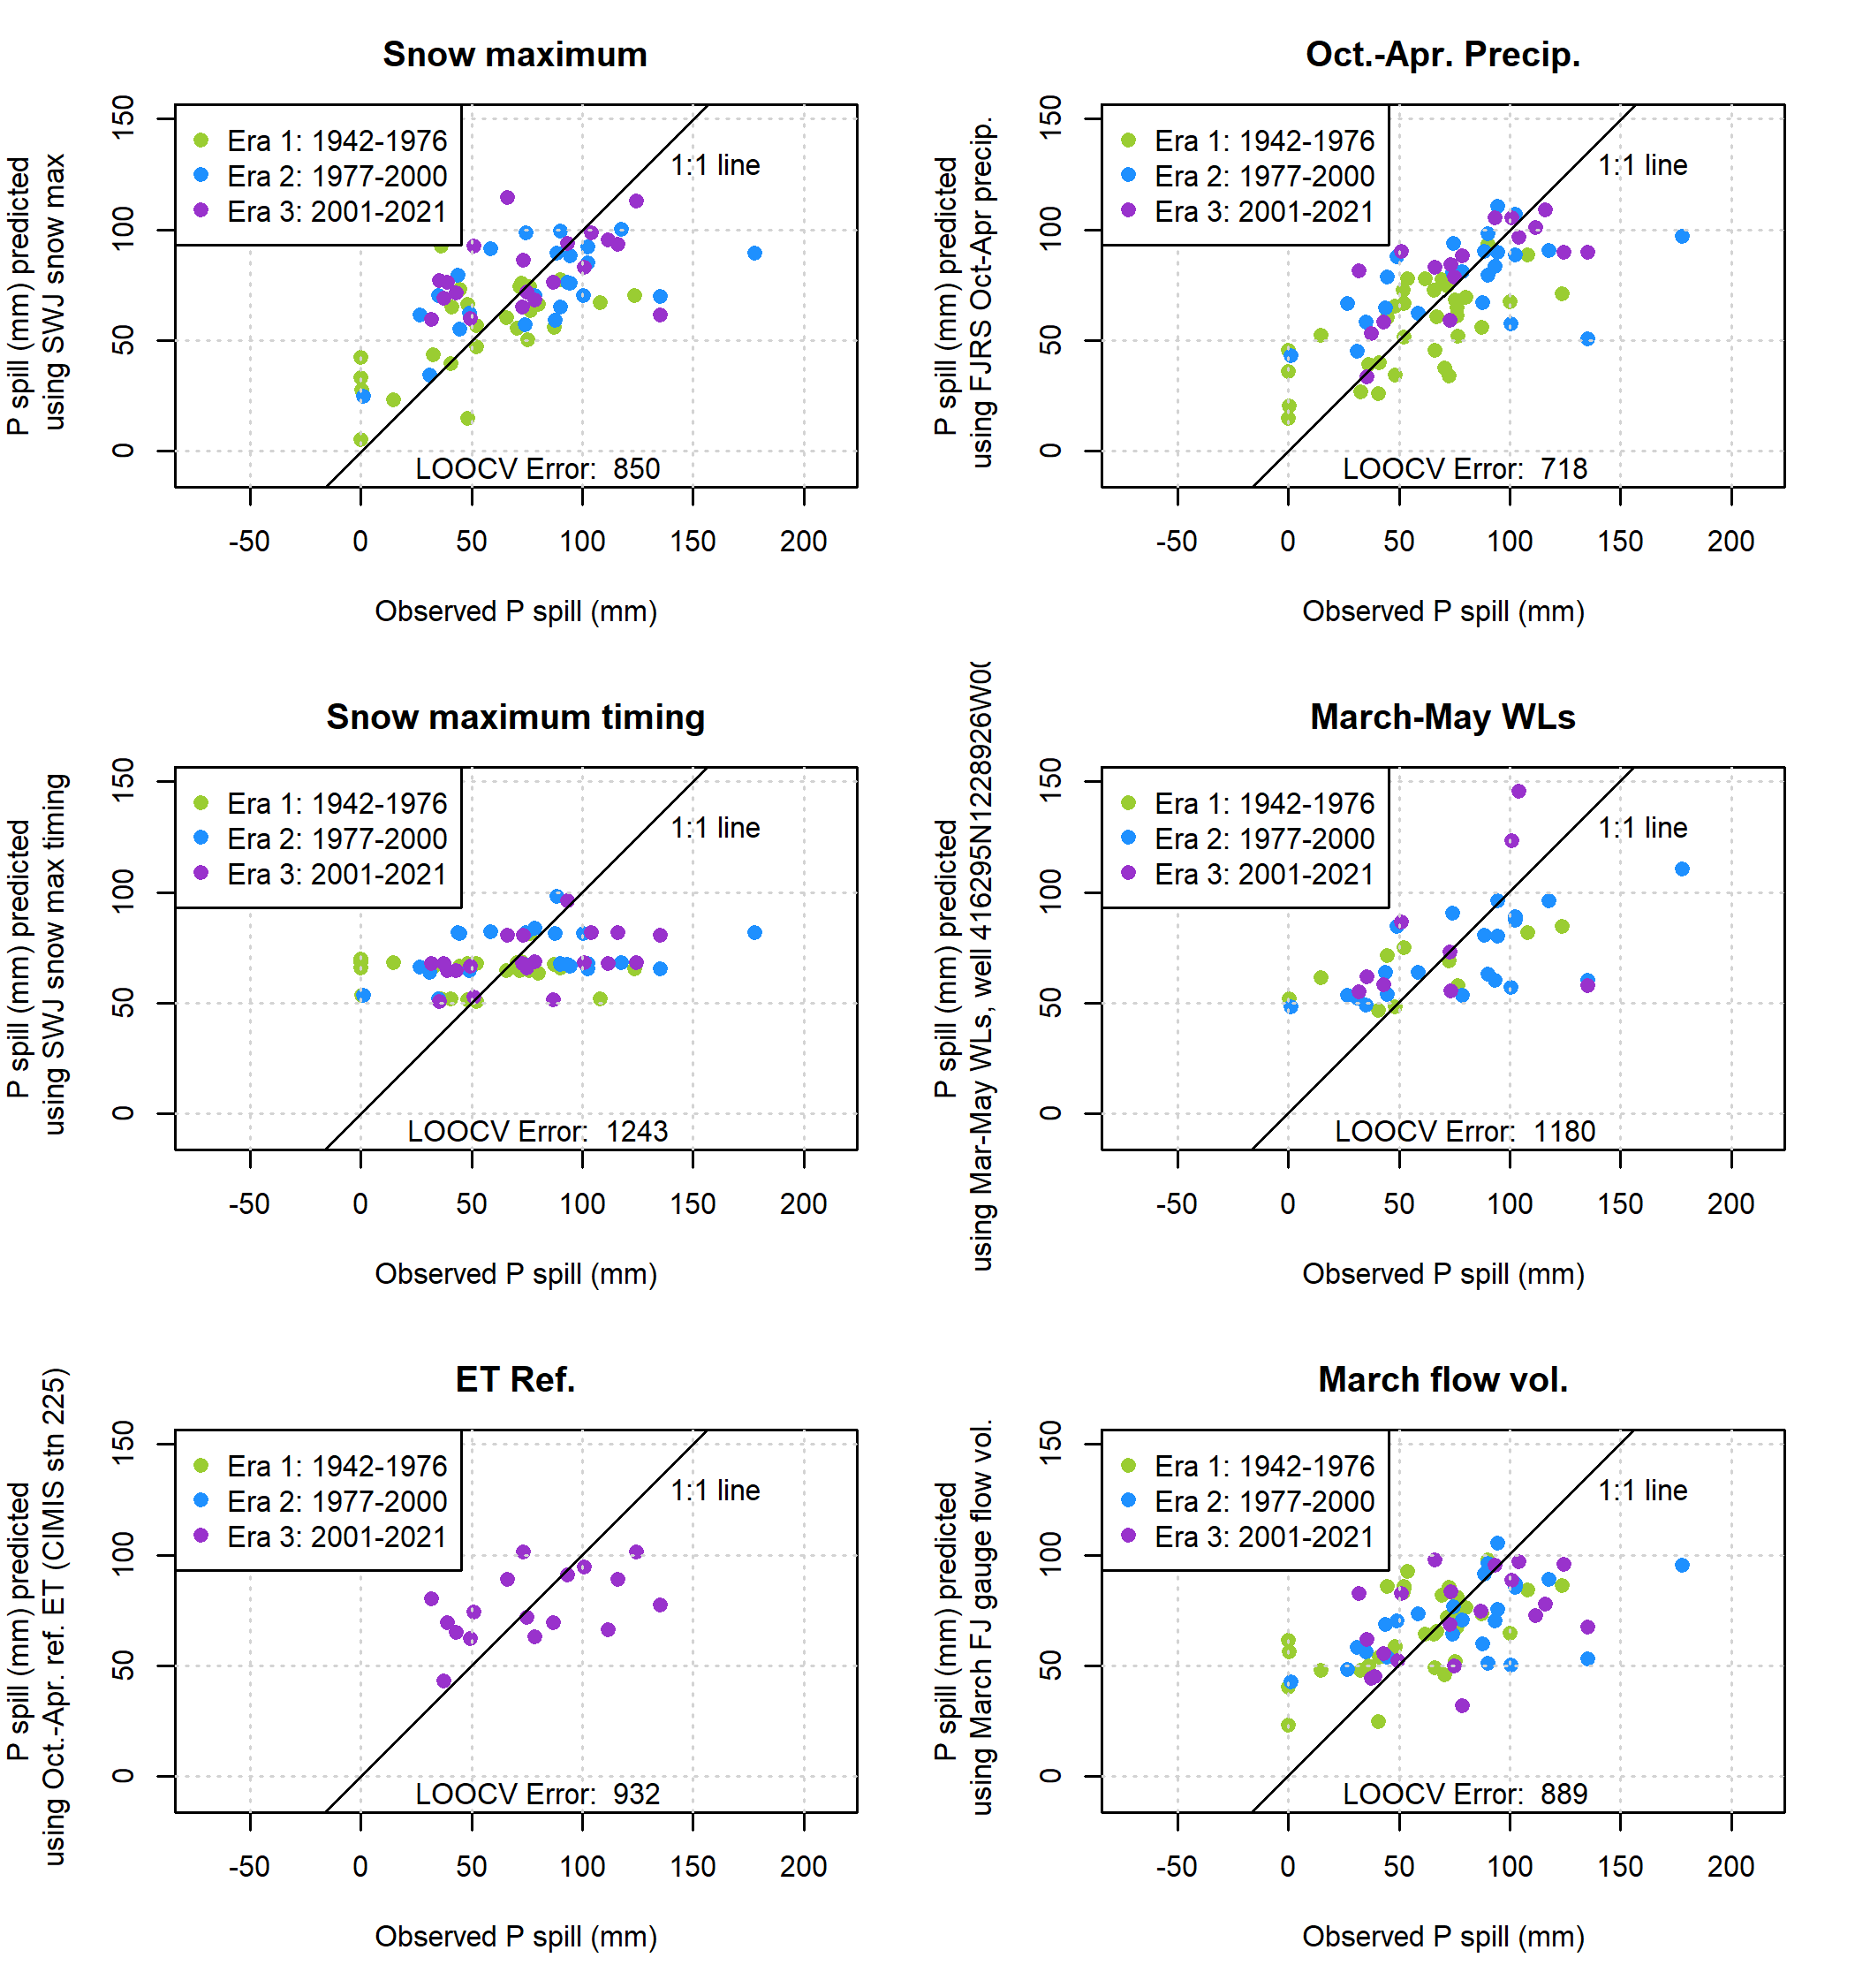 Snow maximum
P spill (mm) predicted
using SWJ snow max
150
100
50
0
Era 1: 1942-1976
Era 2: 1977-2000
Era 3: 2001-2021
1:1 line
LOOCV Error: 850
-50 0 50 100 150 200
Observed P spill (mm)
Oct.-Apr. Precip.
P spill (mm) predicted
using FJRS Oct-Apr precip.
150
100
50
0
Era 1: 1942-1976
Era 2: 1977-2000
Era 3: 2001-2021
1:1 line
LOOCV Error: 718
-50 0 50 100 150 200
Observed P spill (mm)
Snow maximum timing
P spill (mm) predicted
using SWJ snow max timing
150
100
50
0
Era 1: 1942-1976
Era 2: 1977-2000
Era 3: 2001-2021
1:1 line
LOOCV Error: 1243
-50 0 50 100 150 200
Observed P spill (mm)
March-May WLs
P spill (mm) predicted
using Mar-May WLs, well 416295N1228926W00
150
100
50
0
Era 1: 1942-1976
Era 2: 1977-2000
Era 3: 2001-2021
1:1 line
LOOCV Error: 1180
-50 0 50 100 150 200
Observed P spill (mm)
ET Ref.
P spill (mm) predicted
using Oct.-Apr. ref. ET (CIMIS stn 225)
150
100
50
0
Era 1: 1942-1976
Era 2: 1977-2000
Era 3: 2001-2021
1:1 line
LOOCV Error: 932
-50 0 50 100 150 200
Observed P spill (mm)
March flow vol.
P spill (mm) predicted
using March FJ gauge flow vol.
150
100
50
0
Era 1: 1942-1976
Era 2: 1977-2000
Era 3: 2001-2021
1:1 line
LOOCV Error: 889
-50 0 50 100 150 200
Observed P spill (mm)